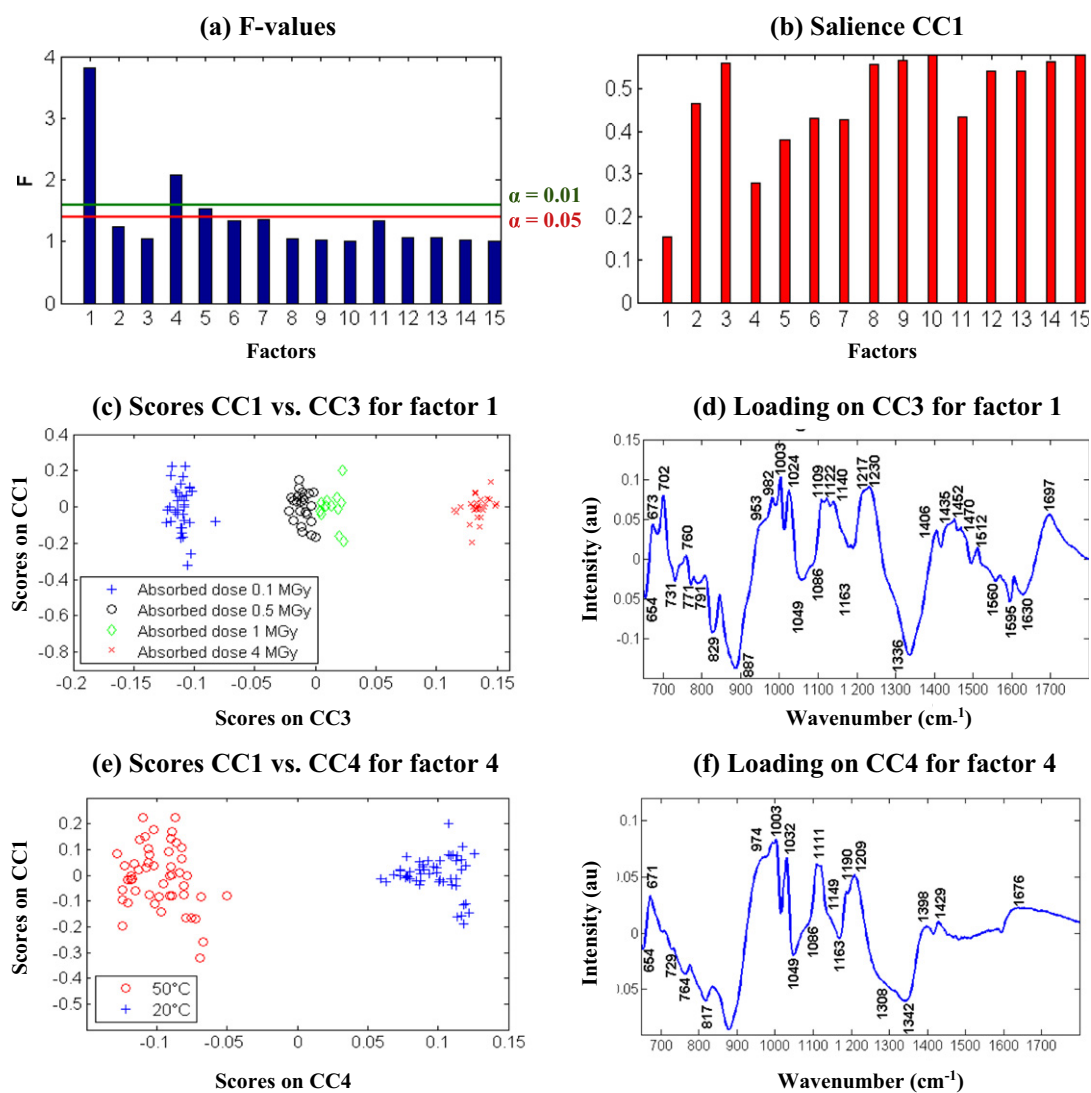 (a) F-values
(b) Salience CC1
4
3
2
1
0
F
α = 0.01
α = 0.05
1 2 3 4 5 6 7 8 9 10 11 12 13 14 15
Factors
0.5
0.4
0.3
0.2
0.1
0
1 2 3 4 5 6 7 8 9 10 11 12 13 14 15
Factors
(c) Scores CC1 vs. CC3 for factor 1
(d) Loading on CC3 for factor 1
0.4
0.2
0
-0.2
-0.4
-0.6
-0.8
Scores on CC1
Absorbed dose 0.1 MGy
Absorbed dose 0.5 MGy
Absorbed dose 1 MGy
Absorbed dose 4 MGy
-0.2 -0.15 -0.1 -0.05 0 0.05 0.1 0.15
Scores on CC3
0.15
0.1
0.05
0
0.05
-0.1
Intensity (au)
654
673
702
731
760
771
791
829
887
953
982
1003
1024
1049
1086
1109
1122
1140
1163
1217
1230
1336
1406
1435
1452
1470
1512
1560
1595
1630
1697
700 800 900 1000 1100 1200 1300 1400 1500 1600 1700
Wavenumber (cm-1)
(e) Scores CC1 vs. CC4 for factor 4
(f) Loading on CC4 for factor 4
0.2
0.1
0
-0.1
-0.2
-0.3
-0.4
-0.5
Scores on CC1
50°C
20°C
-0.1 -0.05 0 0.05 0.1 0.15
Scores on CC4
0.1
0.05
0
0.05
Intensity (au)
654
671
729
764
817
974
1003
1032
1049
1086
1111
1149
1163
1190
1209
1308
1342
1398
1429
1676
700 800 900 1000 1100 1200 1300 1400 1500 1600
Wavenumber (cm-1)